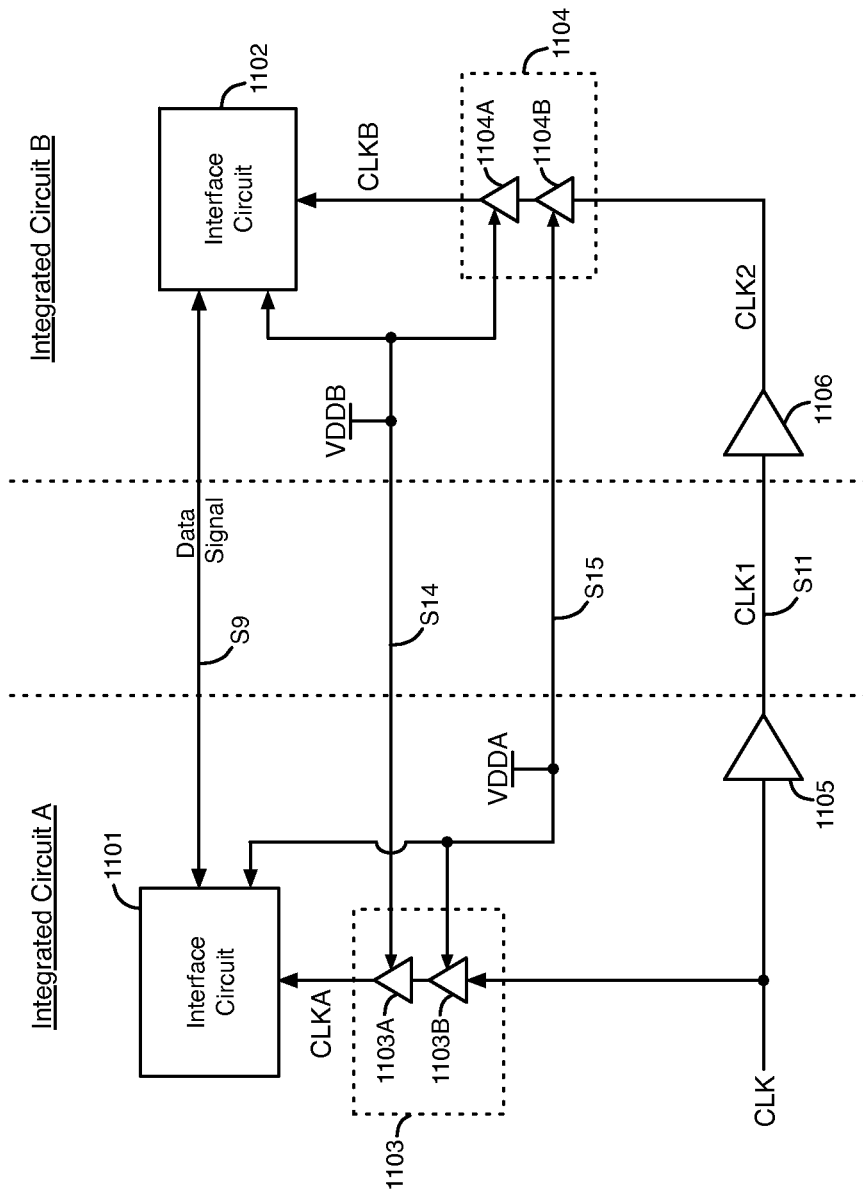 Integrated Circuit A
Integrated Circuit B
1101
Interface
Circuit
S9
Data
Signal
Interface
Circuit
1102
CLKA
CLKB
VDDB
S14
1103
1103A
1103B
1104
1104A
1104B
VDDA
S15
CLK
1105
CLK1
S11
1106
CLK2